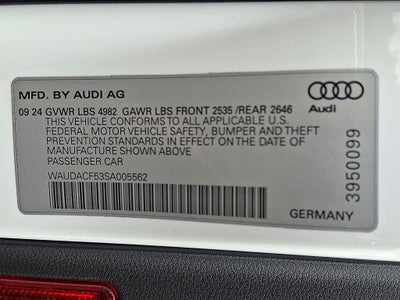 MFD. BY AUDI AG
09 24 GVWR LBS 4982 GAWR LBS FRONT 2535 /REAR 2646
THIS VEHICLE CONFORMS TO ALL APPLICABLE U.S.
FEDERAL MOTOR VEHICLE SAFETY, BUMPER AND THEFT
PREVENTION STANDARDS IN EFFECT ON THE DATE
OF MANUFACTURE SHOWN ABOVE
PASSENGER CAR
WAUDACF53SA005562
Audi
3950099
GERMANY